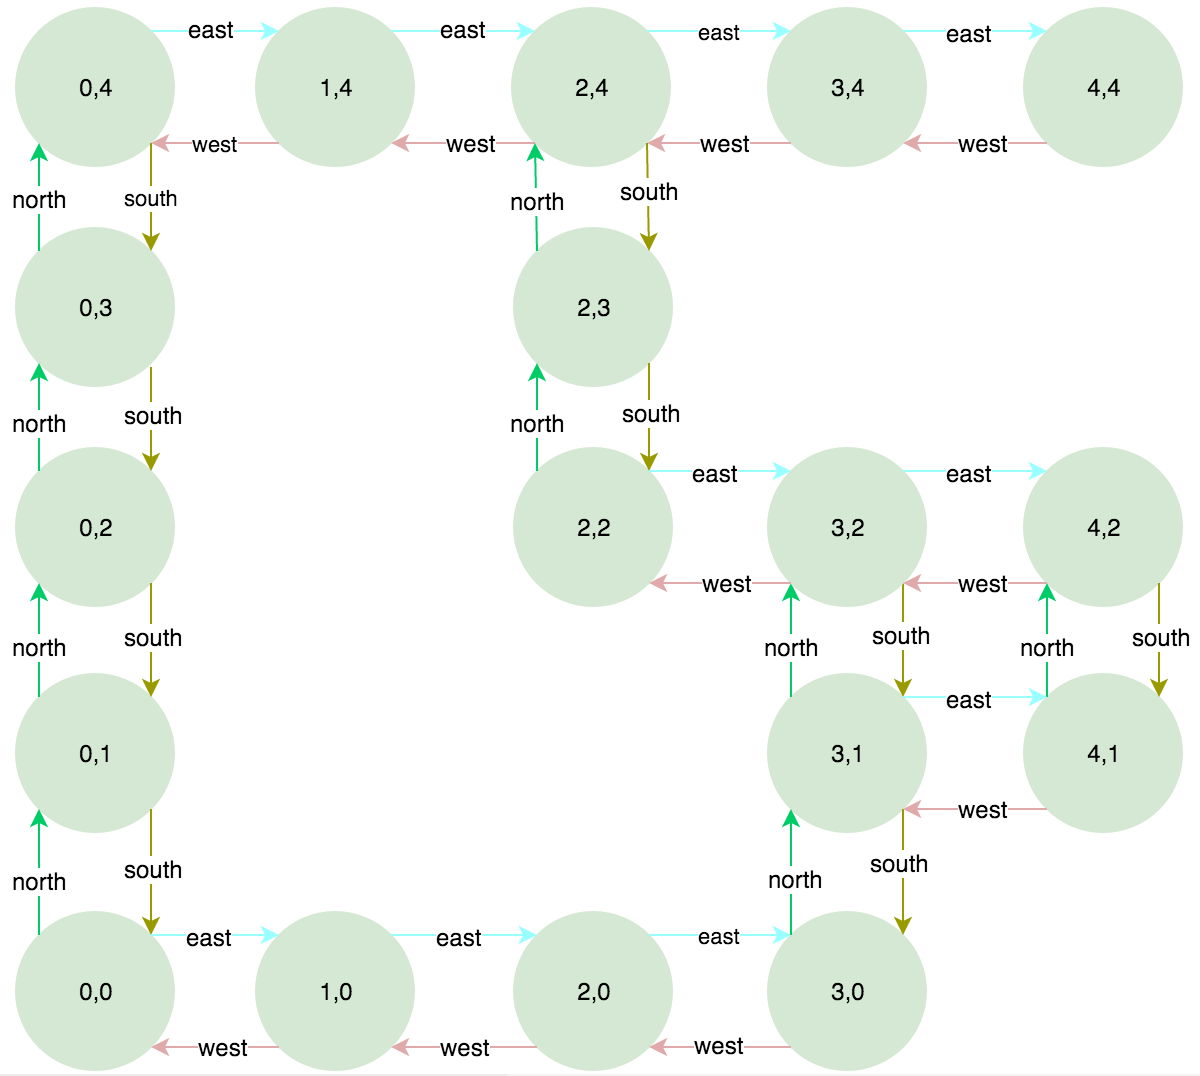 east east east east
0,4 1,4 2,4 3,4 4,4
west west west west
north south north south
0,3 2,3
north south north south
east east
0,2 2,2 3,2 4,2
west west
north south north south north south
east
0,1 3,1 4,1
west
north south north south
east east east
0,0 1,0 2,0 3,0
west west west